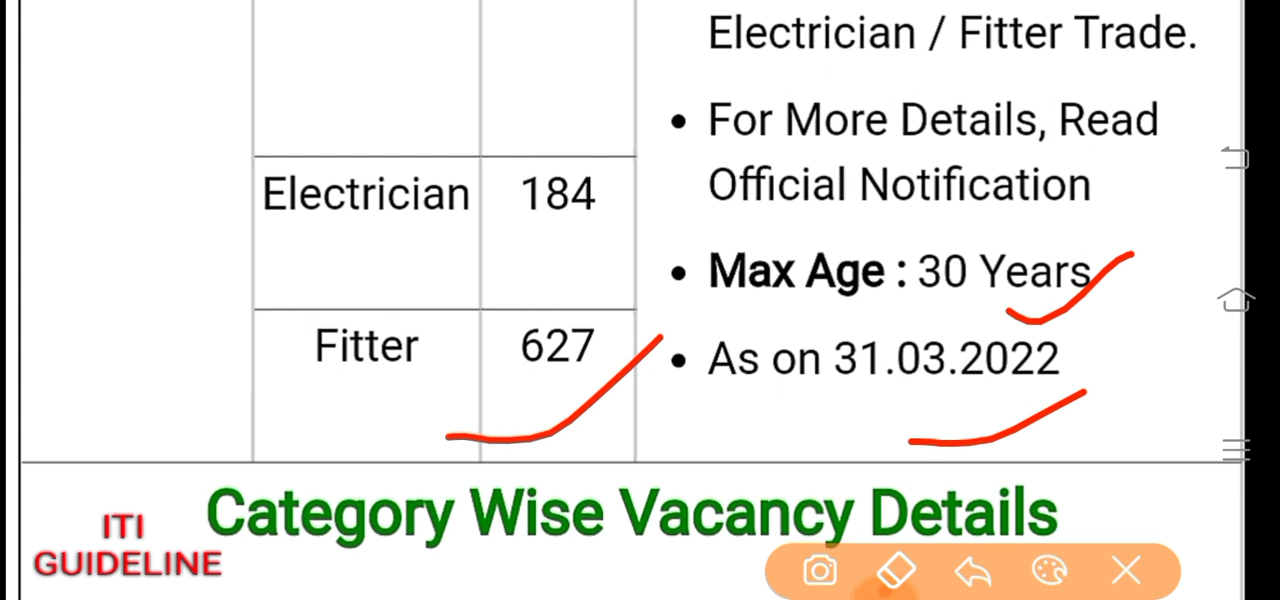 Electrician / Fitter Trade.
• For More Details, Read
Official Notification
Electrician 184
• Max Age : 30 Years
Fitter 627
• As on 31.03.2022
Category Wise Vacancy Details
ITI
GUIDELINE